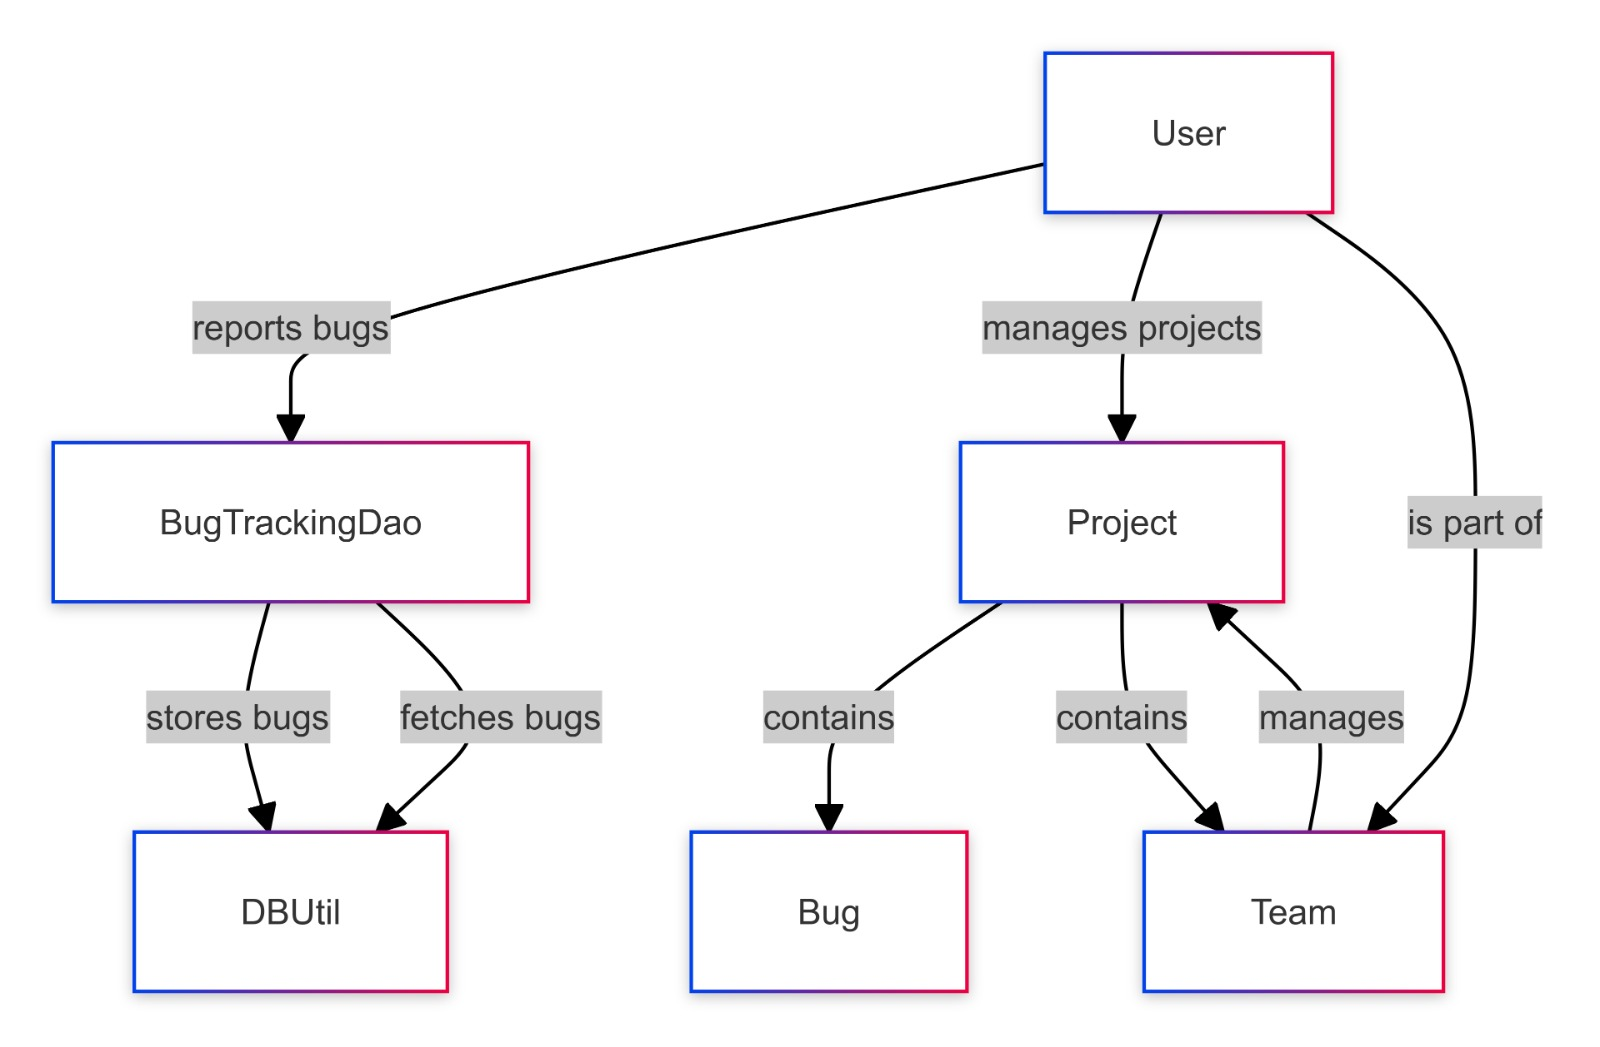 User
reports bugs
manages projects
BugTrackingDao
Project
is part of
stores bugs
fetches bugs
contains
contains
manages
DBUtil
Bug
Team